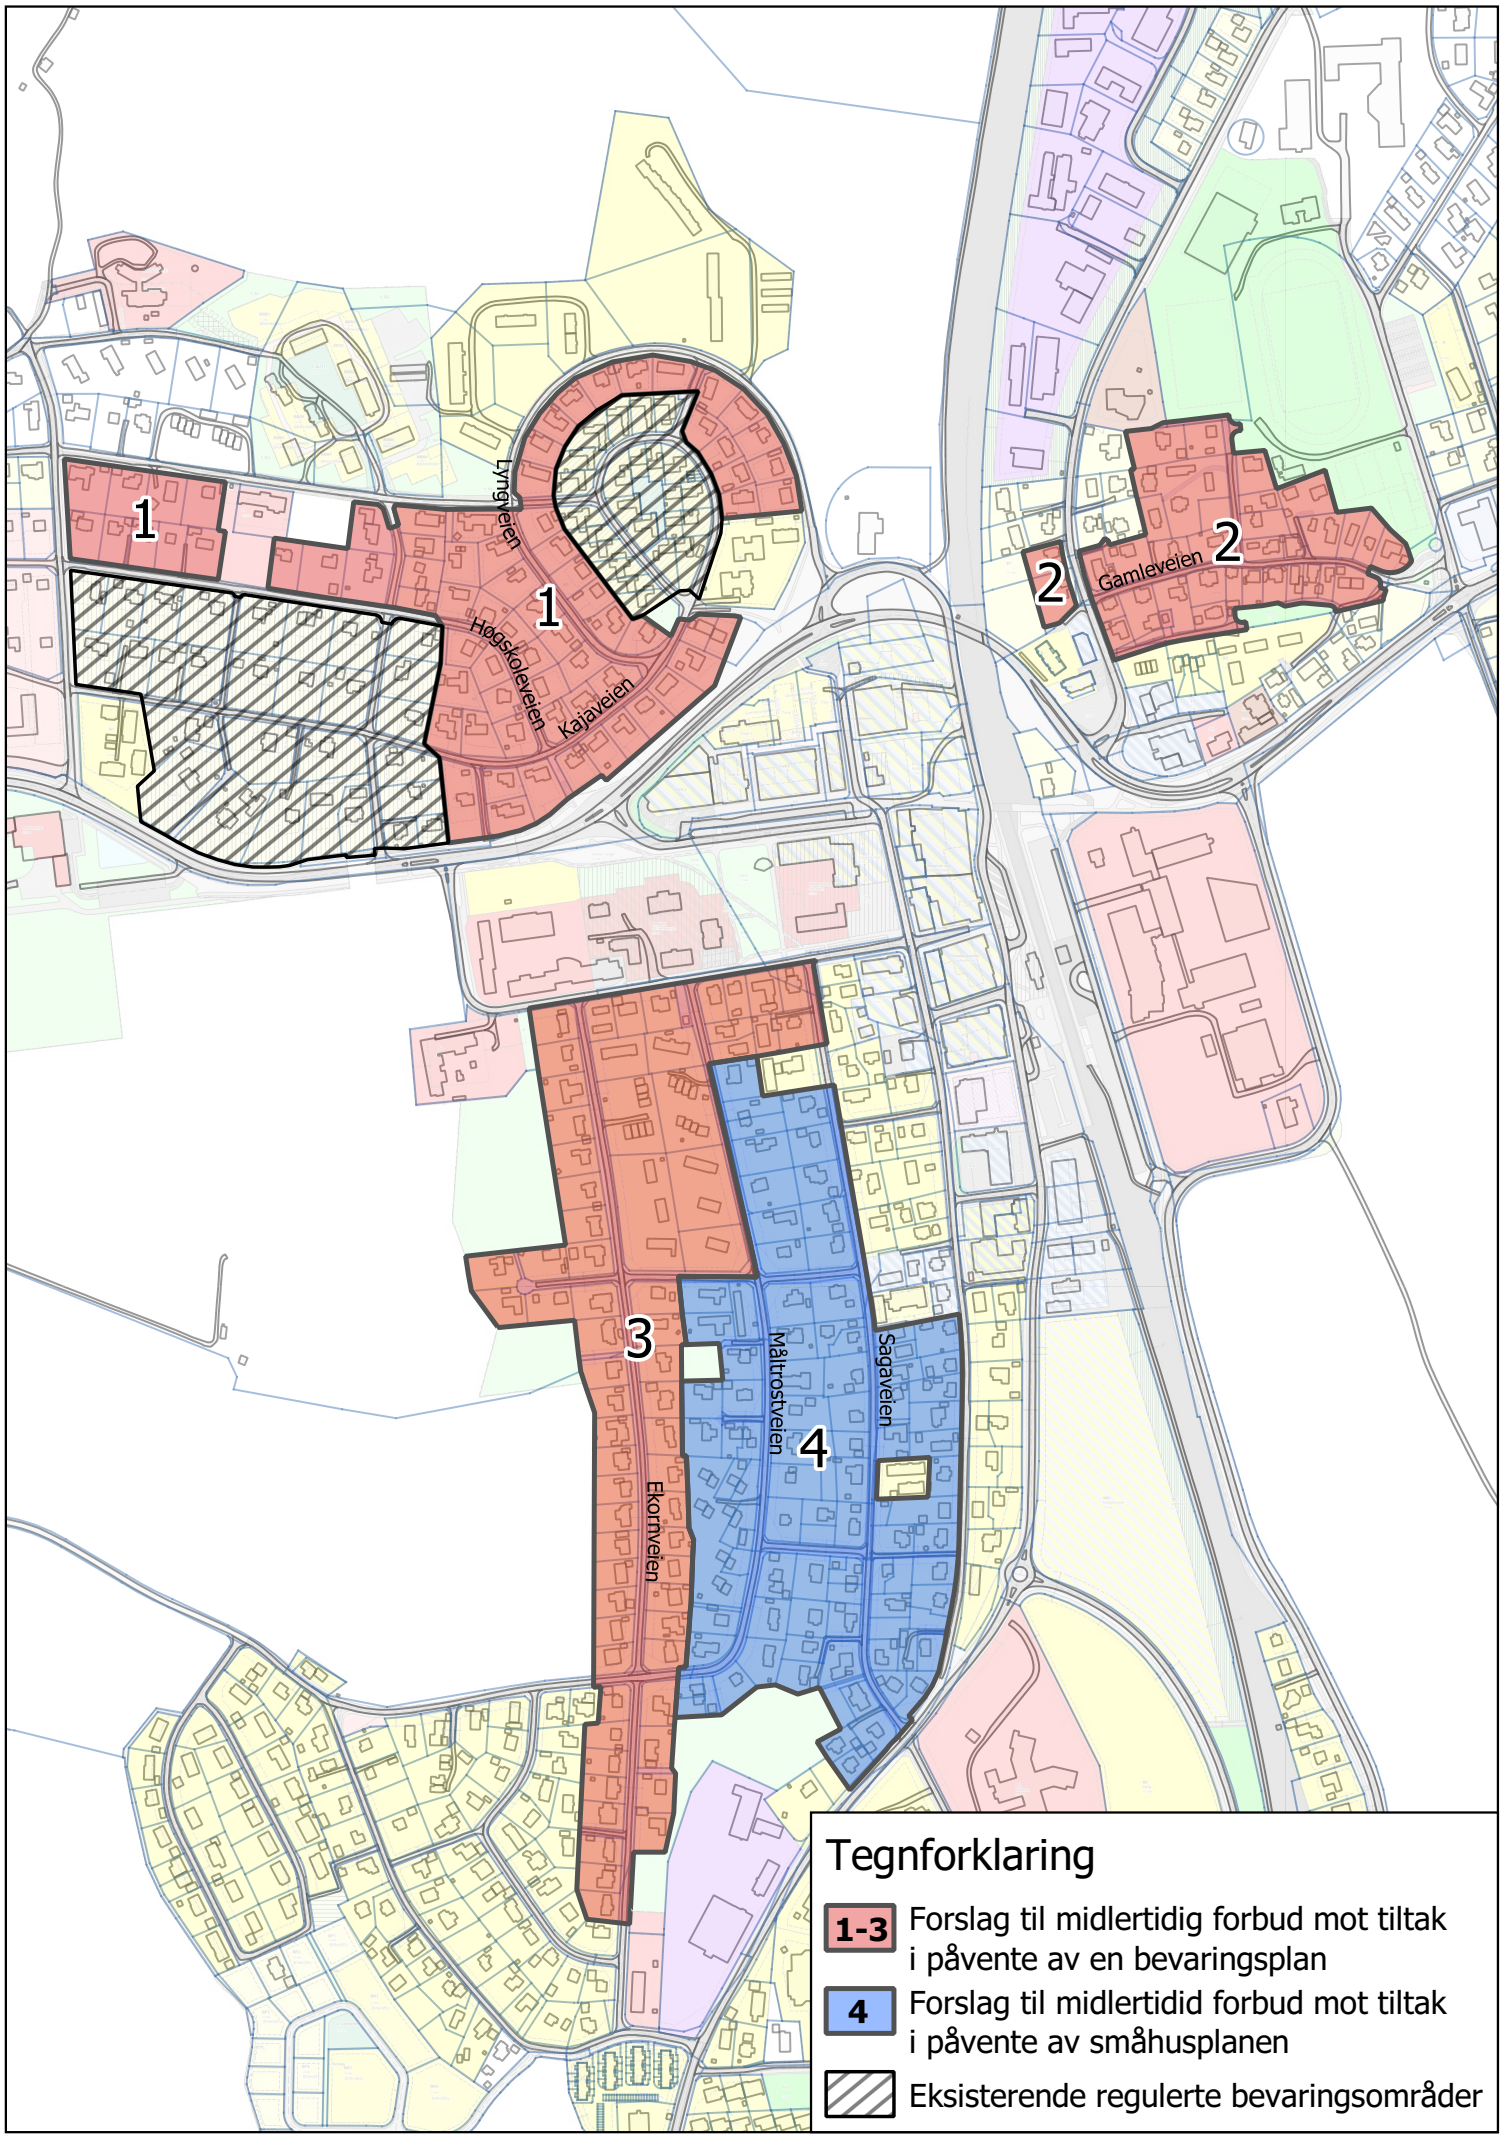 1
Lyngveien
1
Høgskoleveien
Kajaveien
2
2
Gamleveien
3
4
Måltrostveien
Sagaveien
Ekornveien
Tegnforklaring
1-3 Forslag til midlertidig forbud mot tiltak
i påvente av en bevaringsplan
4 Forslag til midlertidid forbud mot tiltak
i påvente av småhusplanen
Eksisterende regulerte bevaringsområder